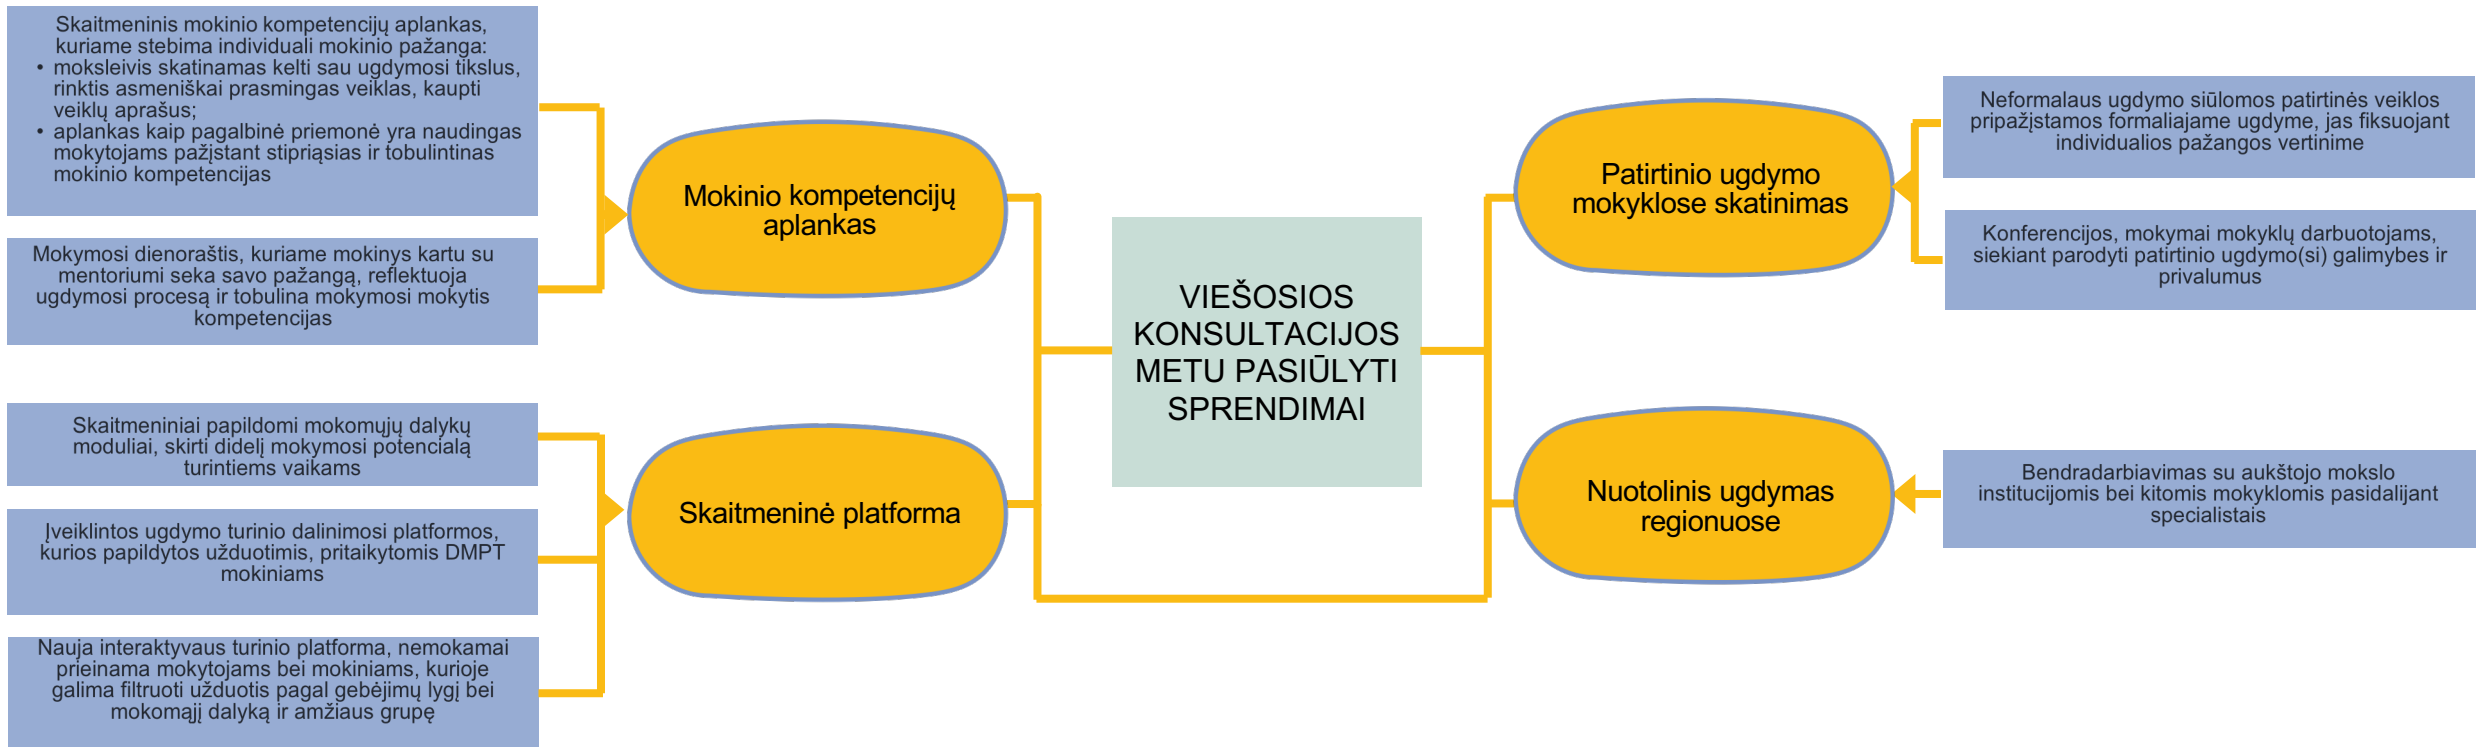 Skaitmeninis mokinio kompetencijų aplankas,
kuriame stebima individuali mokinio pažanga:
• moksleivis skatinamas kelti sau ugdymosi tikslus,
rinktis asmeniškai prasmingas veiklas, kaupti
veiklų aprašus;
• aplankas kaip pagalbinė priemonė yra naudingas
mokytojams pažįstant stipriąsias ir tobulintinas
mokinio kompetencijas
Mokymosi dienoraštis, kuriame mokinys kartu su
mentoriumi seka savo pažangą, reflektuoja
ugdymosi procesą ir tobulina mokymosi mokytis
kompetencijas
Mokinio kompetencijų
aplankas
Skaitmeniniai papildomi mokomųjų dalykų
moduliai, skirti didelį mokymosi potencialą
turintiems vaikams
Įveiklintos ugdymo turinio dalinimosi platformos,
kurios papildytos užduotimis, pritaikytomis DMPT
mokiniams
Nauja interaktyvaus turinio platforma, nemokamai
prieinama mokytojams bei mokiniams, kurioje
galima filtruoti užduotis pagal gebėjimų lygį bei
mokomąjį dalyką ir amžiaus grupę
Skaitmeninė platforma
VIEŠOSIOS
KONSULTACIJOS
METU PASIŪLYTI
SPRENDIMAI
Patirtinio ugdymo
mokyklose skatinimas
Neformalaus ugdymo siūlomos patirtinės veiklos
pripažįstamos formaliajame ugdyme, jas fiksuojant
individualios pažangos vertinime
Konferencijos, mokymai mokyklų darbuotojams,
siekiant parodyti patirtinio ugdymo(si) galimybes ir
privalumus
Nuotolinis ugdymas
regionuose
Bendradarbiavimas su aukštojo mokslo
institucijomis bei kitomis mokyklomis pasidalijant
specialistais